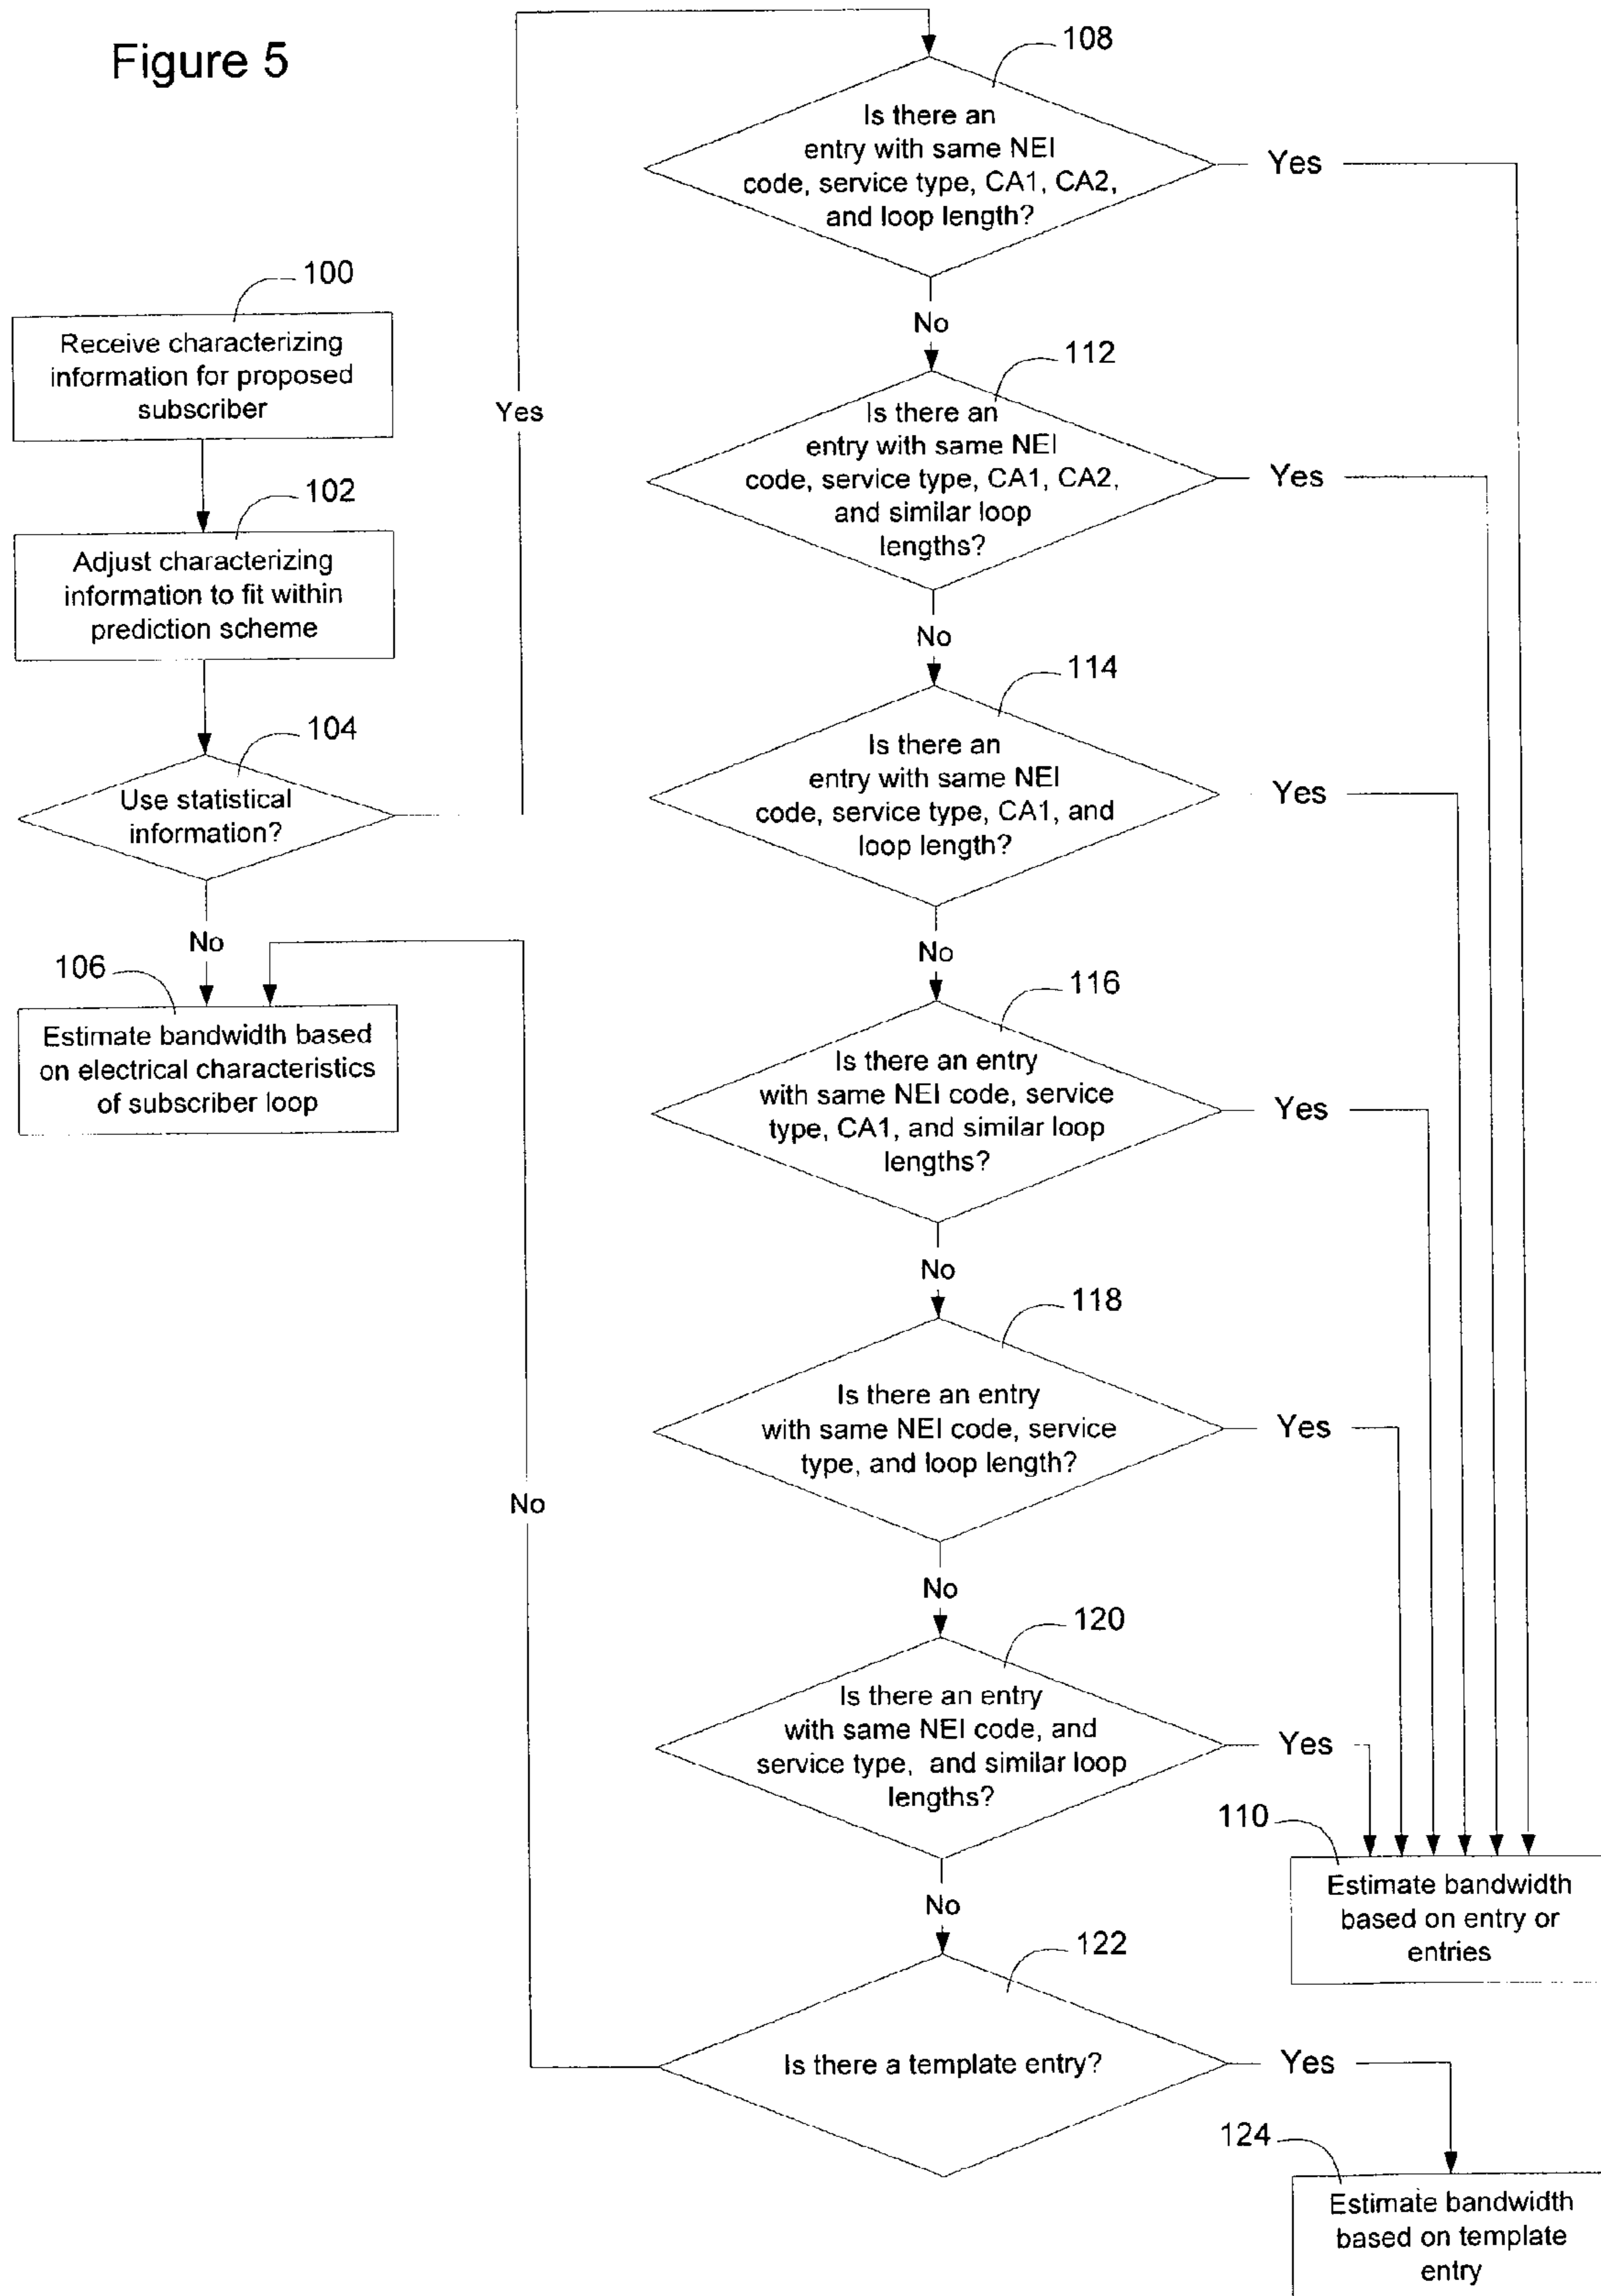 Figure 5
100
Receive characterizing
information for proposed
subscriber
102
Adjust characterizing
information to fit within
prediction scheme
104
Use statistical
information?
Yes
No
106
Estimate bandwidth based
on electrical characteristics
of subscriber loop
108
Is there an
entry with same NEI
code, service type, CA1, CA2,
and loop length?
Yes
No
112
Is there an
entry with same NEI
code, service type, CA1, CA2,
and similar loop
lengths?
Yes
No
114
Is there an
entry with same NEI
code, service type, CA1, and
loop length?
Yes
No
116
Is there an entry
with same NEI code, service
type, CA1, and similar loop
lengths?
Yes
No
118
Is there an entry
with same NEI code, service
type, and loop length?
Yes
No
120
Is there an entry
with same NEI code, and
service type, and similar loop
lengths?
Yes
No
110
Estimate bandwidth
based on entry or
entries
122
Is there a template entry?
Yes
No
124
Estimate bandwidth
based on template
entry